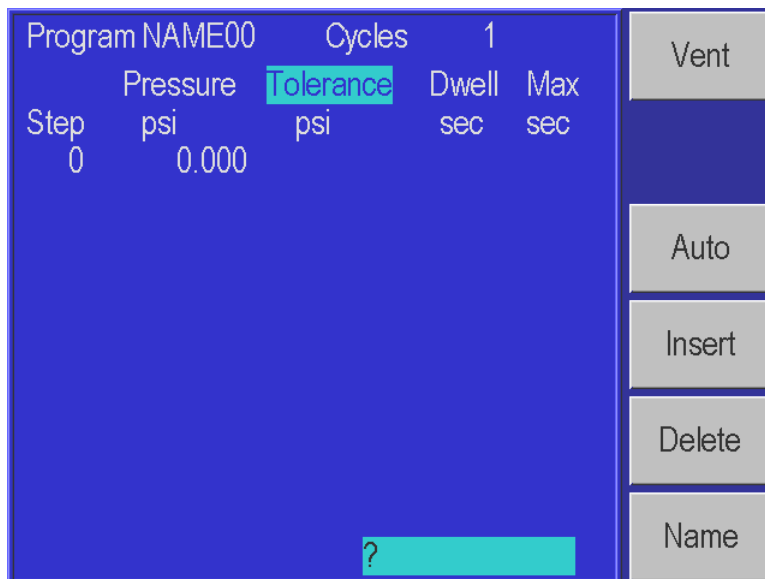 Program NAME00 Cycles 1
Pressure Tolerance Dwell Max
Step psi psi sec sec
0 0.000
?
Vent
Auto
Insert
Delete
Name